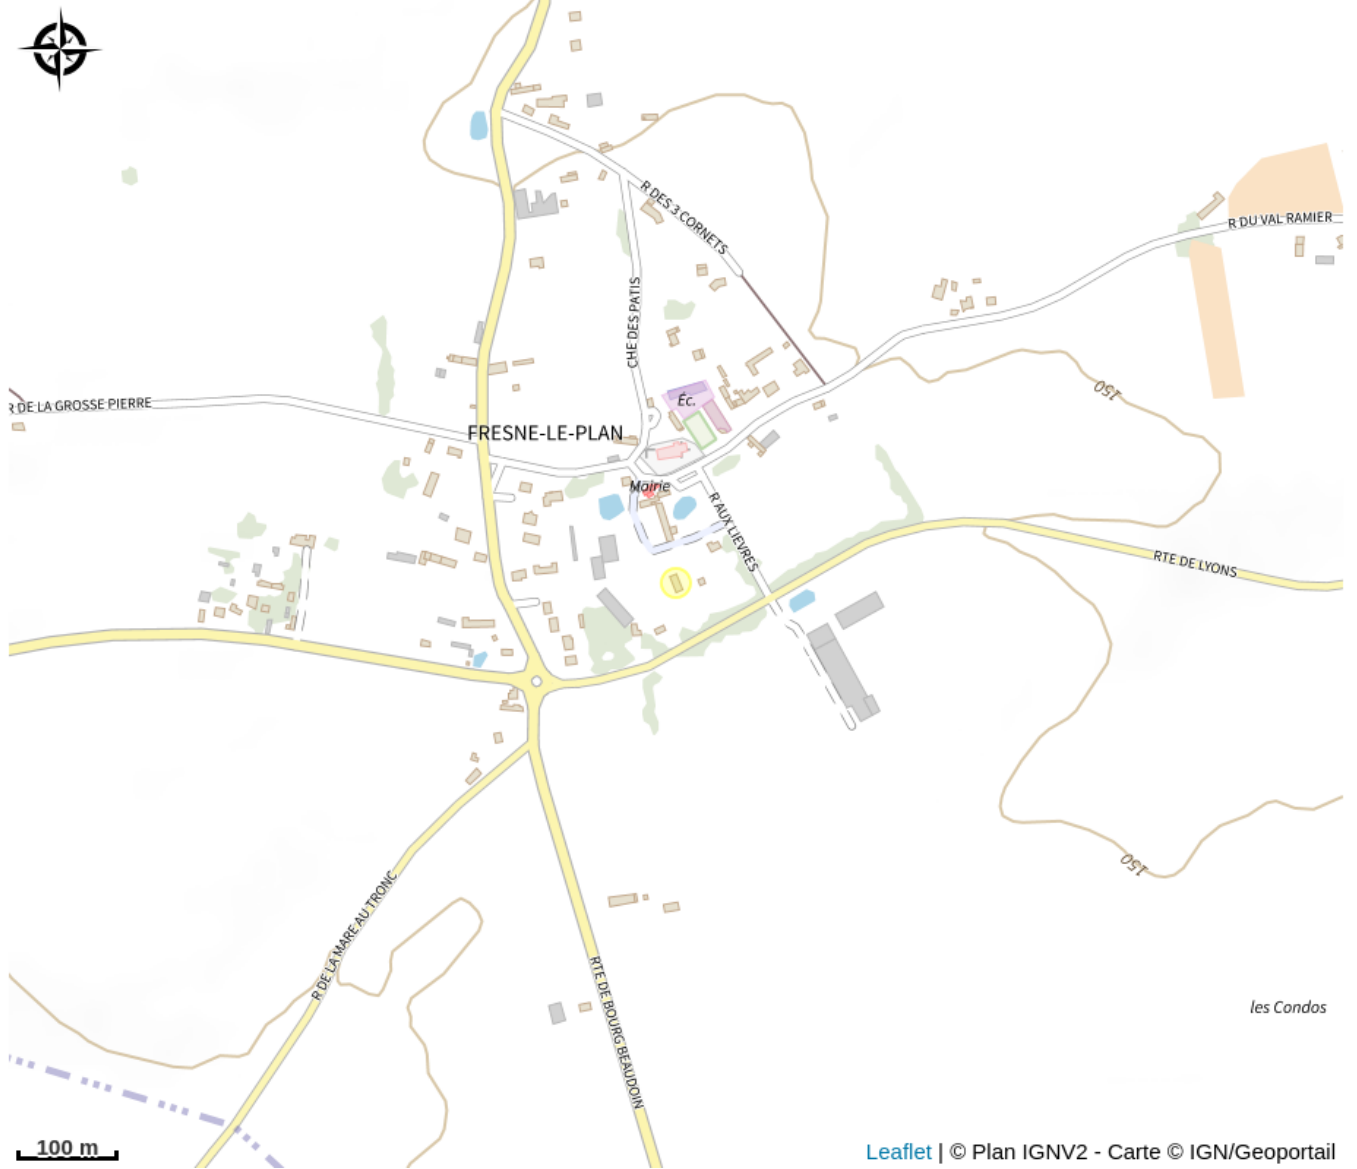 R DES 3 CORNETS
R DU VAL RAMIER
CHE DES PATIS
150
R DE LA GROSSE PIERRE
Éc.
FRESNE-LE-PLAN
Mairie
R AUX LIEVRES
RTE DE LYONS
150
R DE LA MARE AU TRONC
RTE DE BOURG BEAUDOIN
les Condos
100 m
Leaflet | © Plan IGNV2 - Carte © IGN/Geoportail